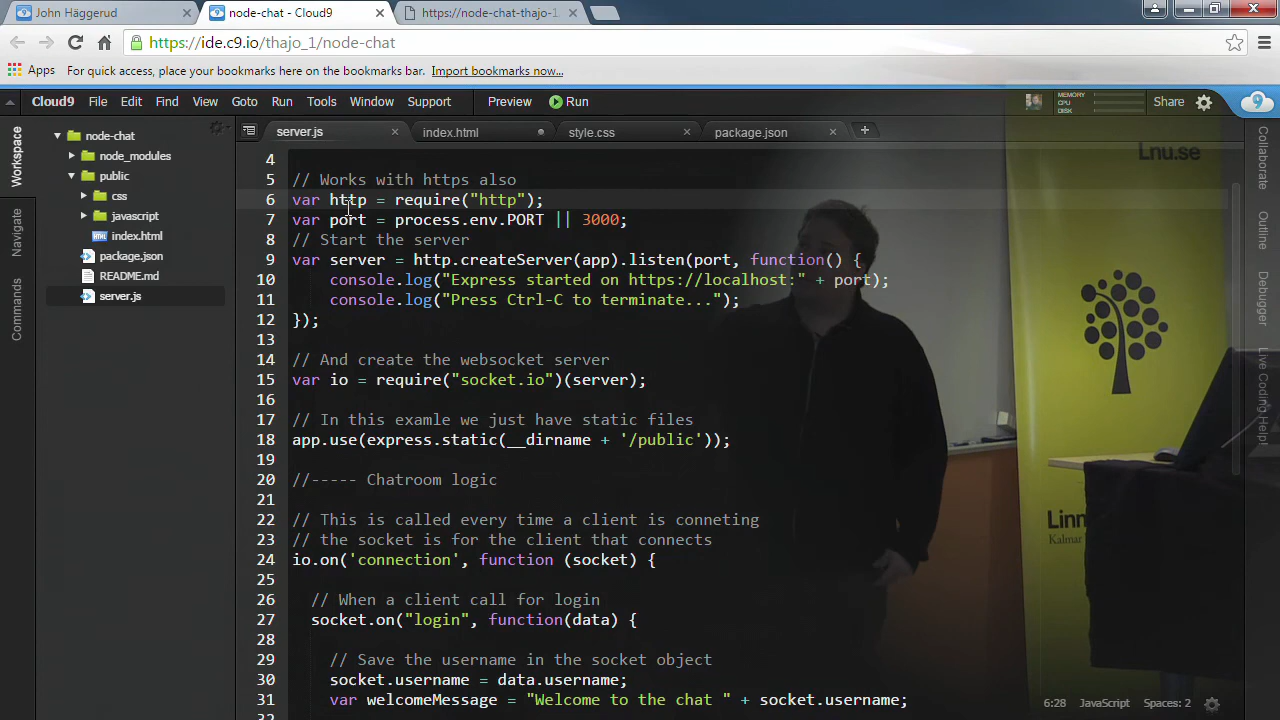 John Häggerud
node-chat - Cloud9
https://node-chat-thajo-1
https://ide.c9.io/thajo_1/node-chat
Apps
For quick access, place your bookmarks here on the bookmarks bar. Import bookmarks now...
Cloud9 File Edit Find View Goto Run Tools Window Support Preview Run
MEMORY
CPU
DISK
Share
9
Workspace
Navigate
Commands
node-chat
node_modules
public
css
javascript
index.html
package.json
README.md
server.js
server.js index.html style.css package.json
4
5 // Works with https also
6 var http = require("http");
7 var port = process.env.PORT || 3000;
8 // Start the server
9 var server = http.createServer(app).listen(port, function() {
10 console.log("Express started on https://localhost:" + port);
11 console.log("Press Ctrl-C to terminate...");
12 });
13
14 // And create the websocket server
15 var io = require("socket.io")(server);
16
17 // In this examle we just have static files
18 app.use(express.static(__dirname + '/public'));
19
20 //----- Chatroom logic
21
22 // This is called every time a client is conneting
23 // the socket is for the client that connects
24 io.on('connection', function (socket) {
25
26 // When a client call for login
27 socket.on("login", function(data) {
28
29 // Save the username in the socket object
30 socket.username = data.username;
31 var welcomeMessage = "Welcome to the chat " + socket.username;
32
Lnu.se
Linn
Kalmar
Collaborate
Outline
Debugger
Live Coding Help!
6:28 JavaScript Spaces: 2